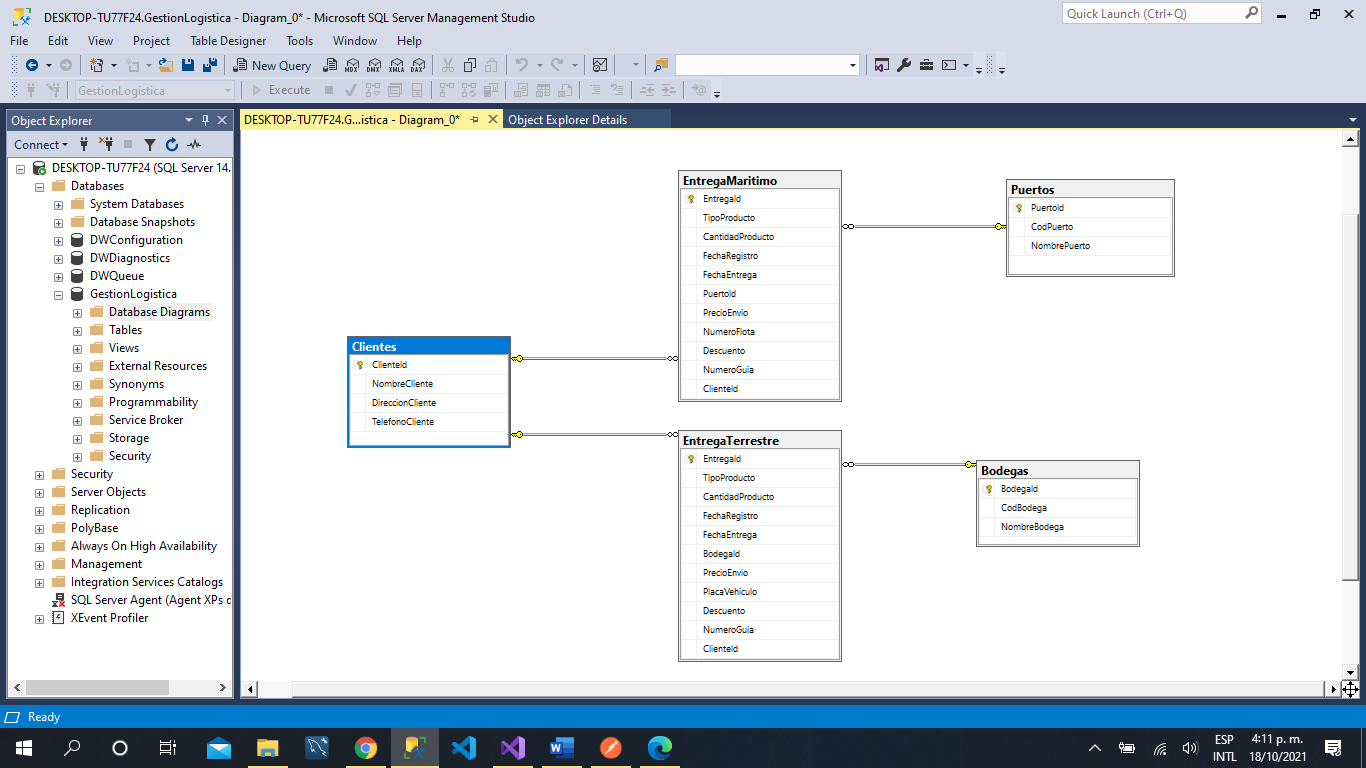 DESKTOP-TU77F24.GestionLogistica - Diagram_0* - Microsoft SQL Server Management Studio
Quick Launch (Ctrl+Q)
File Edit View Project Table Designer Tools Window Help
New Query MDX DMX XMLA DAX
GestionLogistica Execute
Object Explorer
DESKTOP-TU77F24.G...istica - Diagram_0* Object Explorer Details
Connect
DESKTOP-TU77F24 (SQL Server 14.
Databases
System Databases
Database Snapshots
DWConfiguration
DWDiagnostics
DWQueue
GestionLogistica
Database Diagrams
Tables
Views
External Resources
Synonyms
Programmability
Service Broker
Storage
Security
Security
Server Objects
Replication
PolyBase
Always On High Availability
Management
Integration Services Catalogs
SQL Server Agent (Agent XPs d
XEvent Profiler
Clientes
ClienteId
NombreCliente
DireccionCliente
TelefonoCliente
EntregaMaritimo
EntregaId
TipoProducto
CantidadProducto
FechaRegistro
FechaEntrega
PuertoId
PrecioEnvio
NumeroFlota
Descuento
NumeroGuia
ClienteId
Puertos
PuertoId
CodPuerto
NombrePuerto
EntregaTerrestre
EntregaId
TipoProducto
CantidadProducto
FechaRegistro
FechaEntrega
BodegaId
PrecioEnvio
PlacaVehiculo
Descuento
NumeroGuia
ClienteId
Bodegas
BodegaId
CodBodega
NombreBodega
Ready
ESP
INTL
4:11 p. m.
18/10/2021